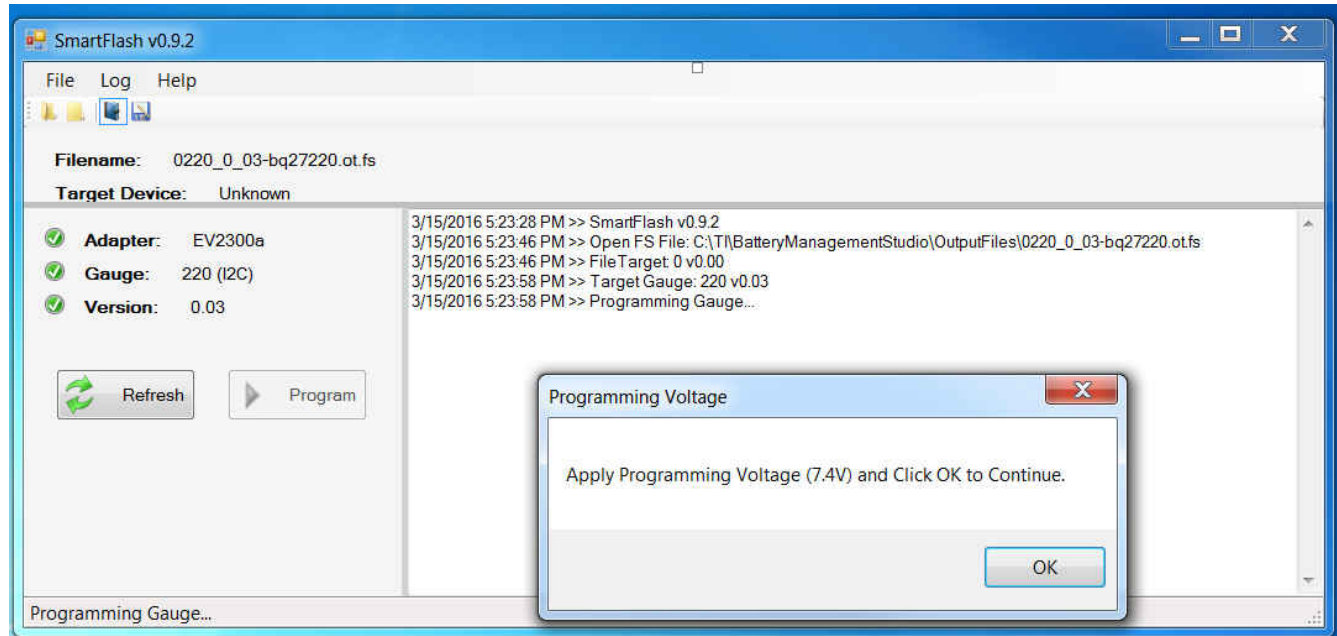 SmartFlash v0.9.2
File Log Help
Filename: 0220_0_03-bq27220.ot.fs
Target Device: Unknown
Adapter: EV2300a
Gauge: 220 (I2C)
Version: 0.03
Refresh Program
3/15/2016 5:23:28 PM >> SmartFlash v0.9.2
3/15/2016 5:23:46 PM >> Open FS File: C:\TI\BatteryManagementStudio\OutputFiles\0220_0_03-bq27220.ot.fs
3/15/2016 5:23:46 PM >> FileTarget: 0 v0.00
3/15/2016 5:23:58 PM >> Target Gauge: 220 v0.03
3/15/2016 5:23:58 PM >> Programming Gauge...
Programming Voltage
Apply Programming Voltage (7.4V) and Click OK to Continue.
OK
Programming Gauge...